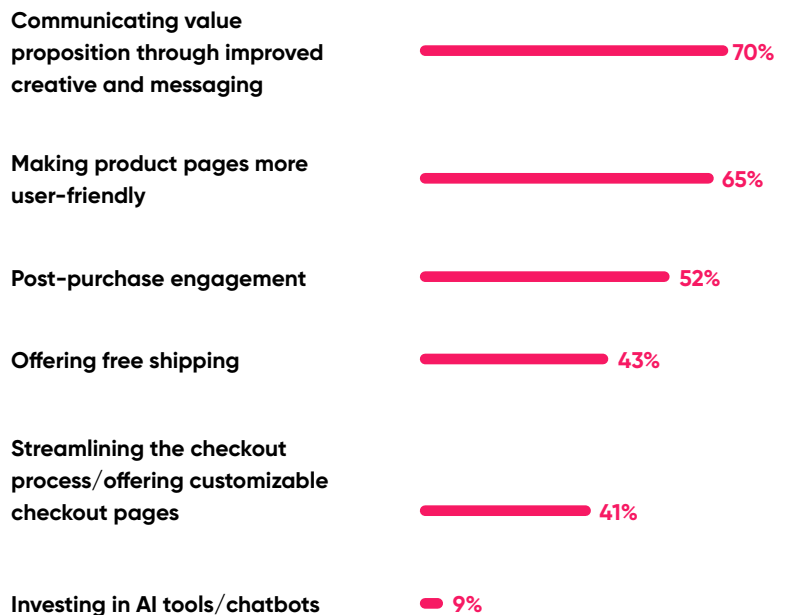 Communicating value
proposition through improved
creative and messaging
70%
Making product pages more
user-friendly
65%
Post-purchase engagement
52%
Offering free shipping
43%
Streamlining the checkout
process/offering customizable
checkout pages
41%
Investing in AI tools/chatbots
9%